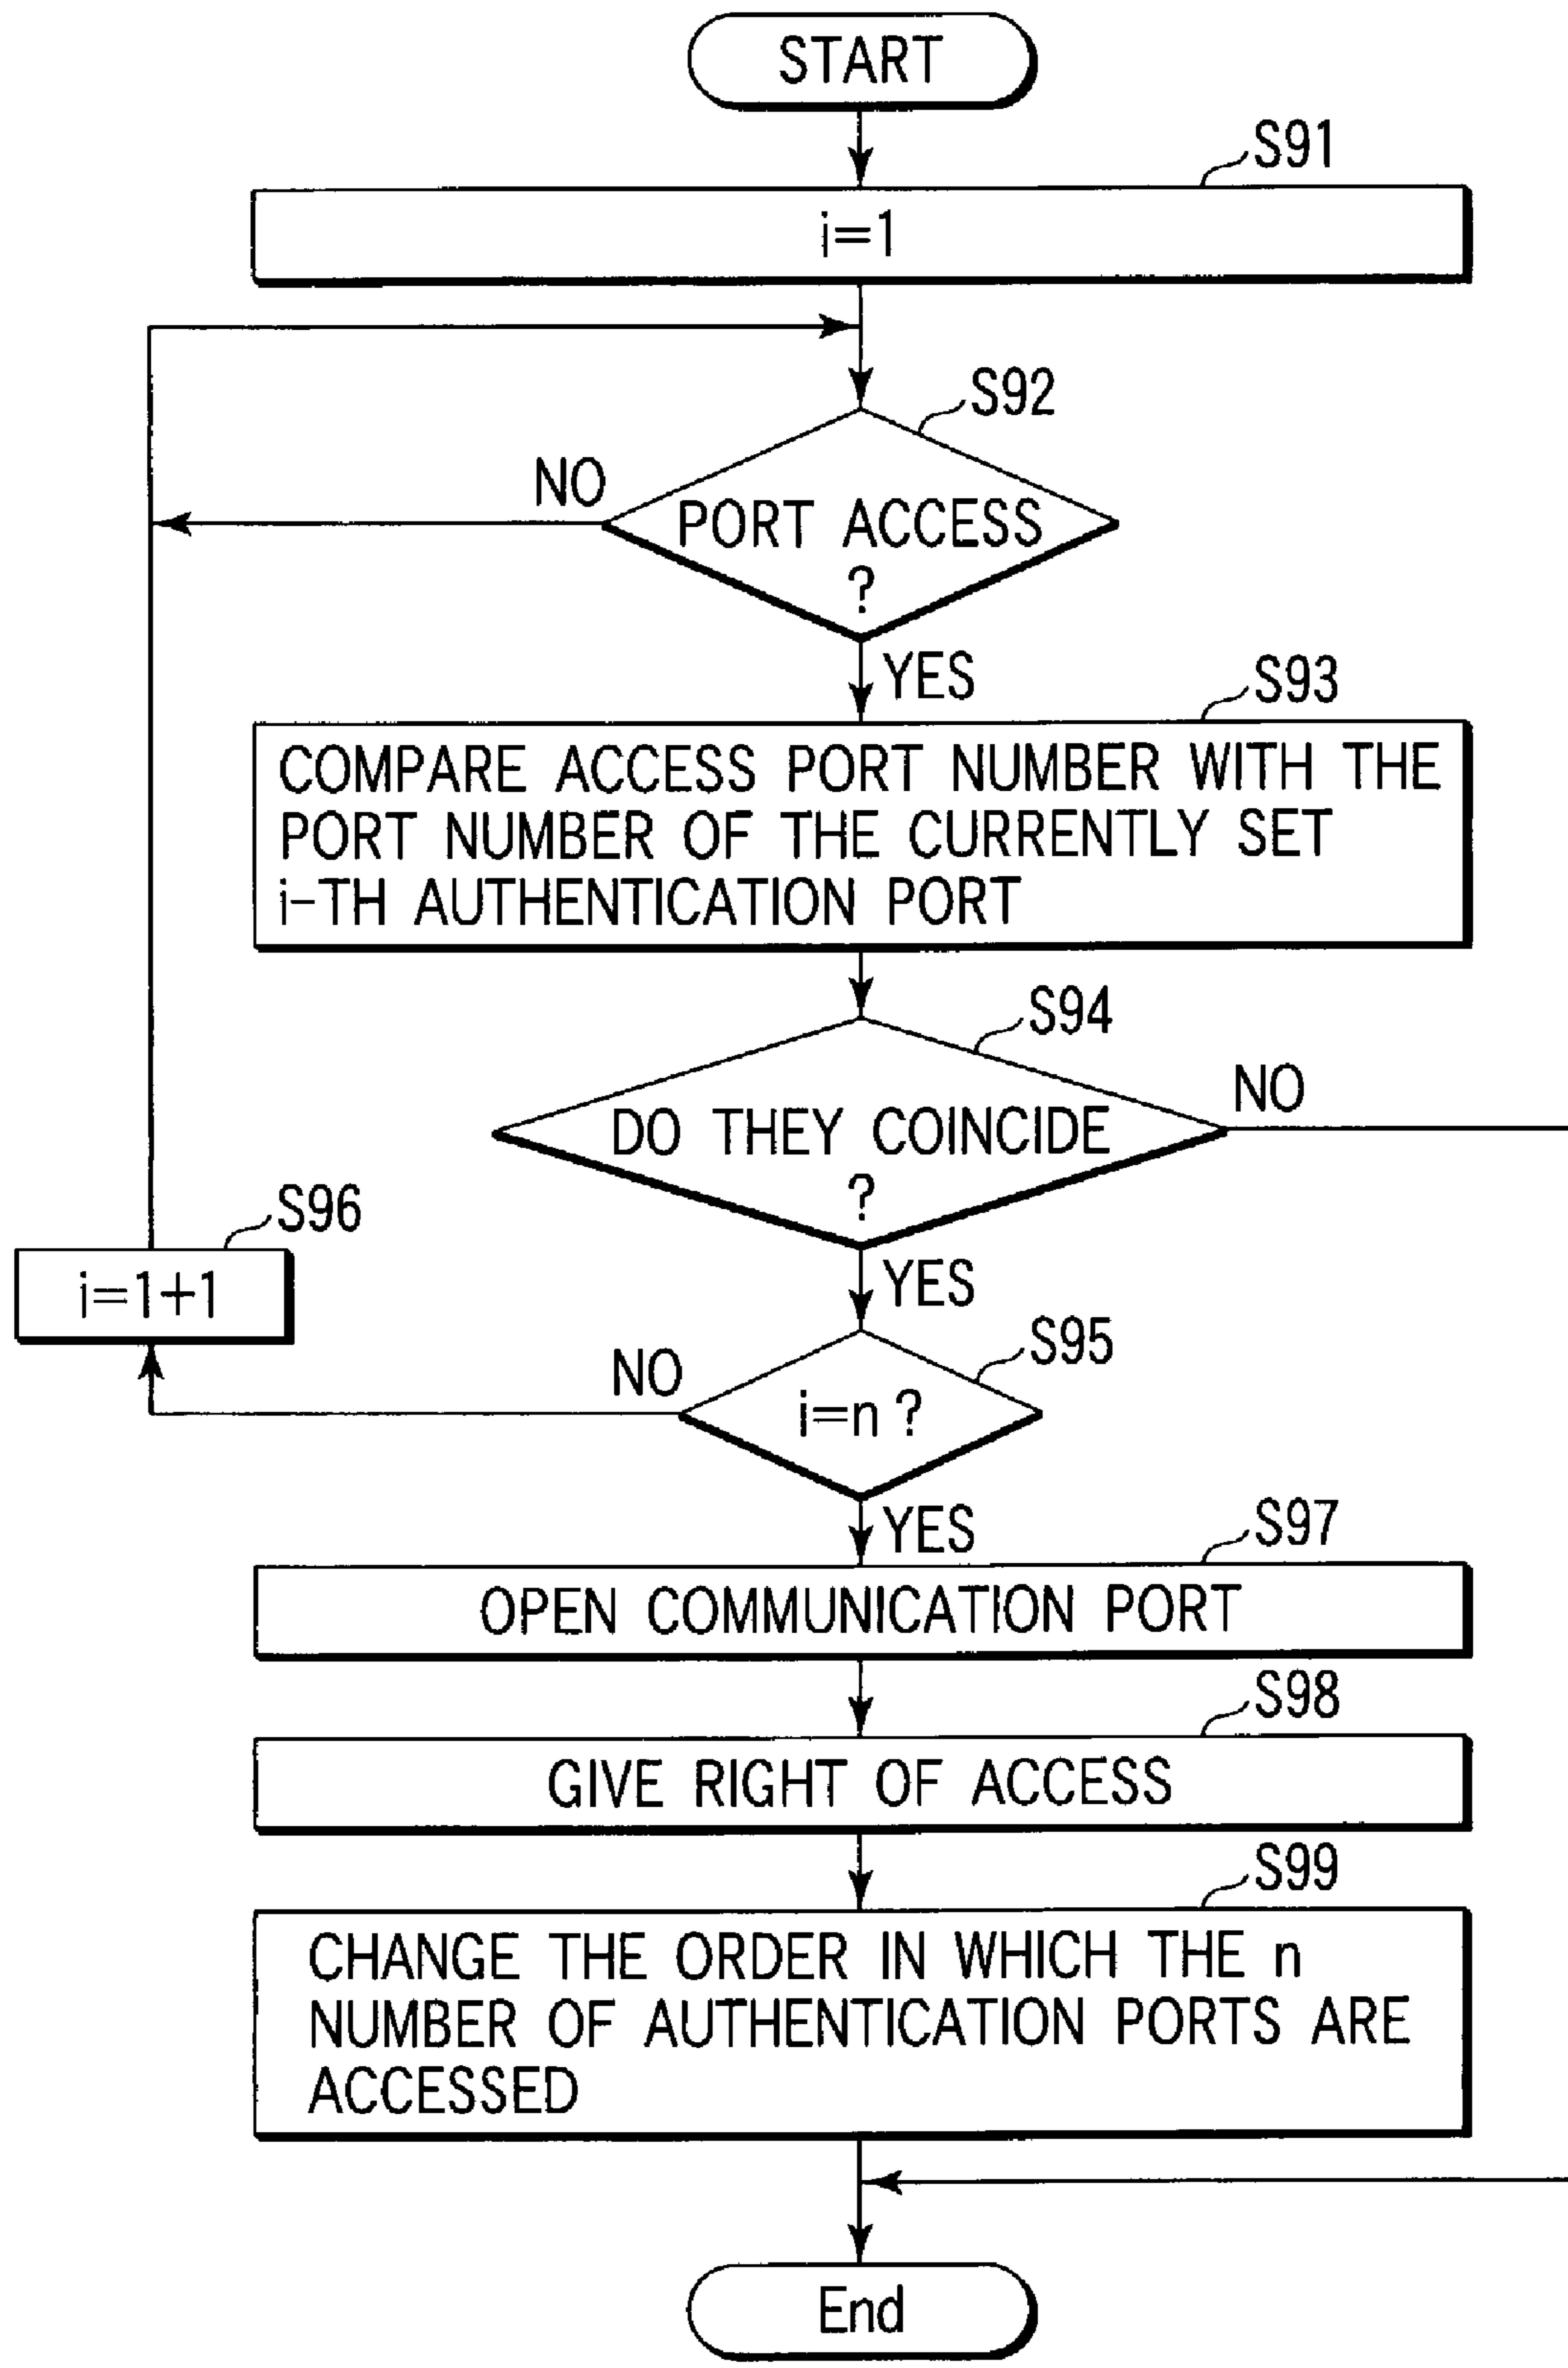 START
S91
i=1
S92
NO
PORT ACCESS
?
YES
S93
COMPARE ACCESS PORT NUMBER WITH THE
PORT NUMBER OF THE CURRENTLY SET
i-TH AUTHENTICATION PORT
S94
NO
DO THEY COINCIDE
?
S96
i=1+1
YES
S95
NO
i=n ?
YES
S97
OPEN COMMUNICATION PORT
S98
GIVE RIGHT OF ACCESS
S99
CHANGE THE ORDER IN WHICH THE n
NUMBER OF AUTHENTICATION PORTS ARE
ACCESSED
End